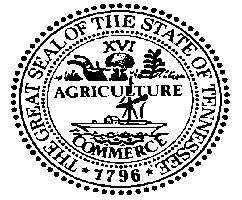 THE GREAT SEAL OF THE STATE OF TENNESSEE
XVI
AGRICULTURE
COMMERCE
1796